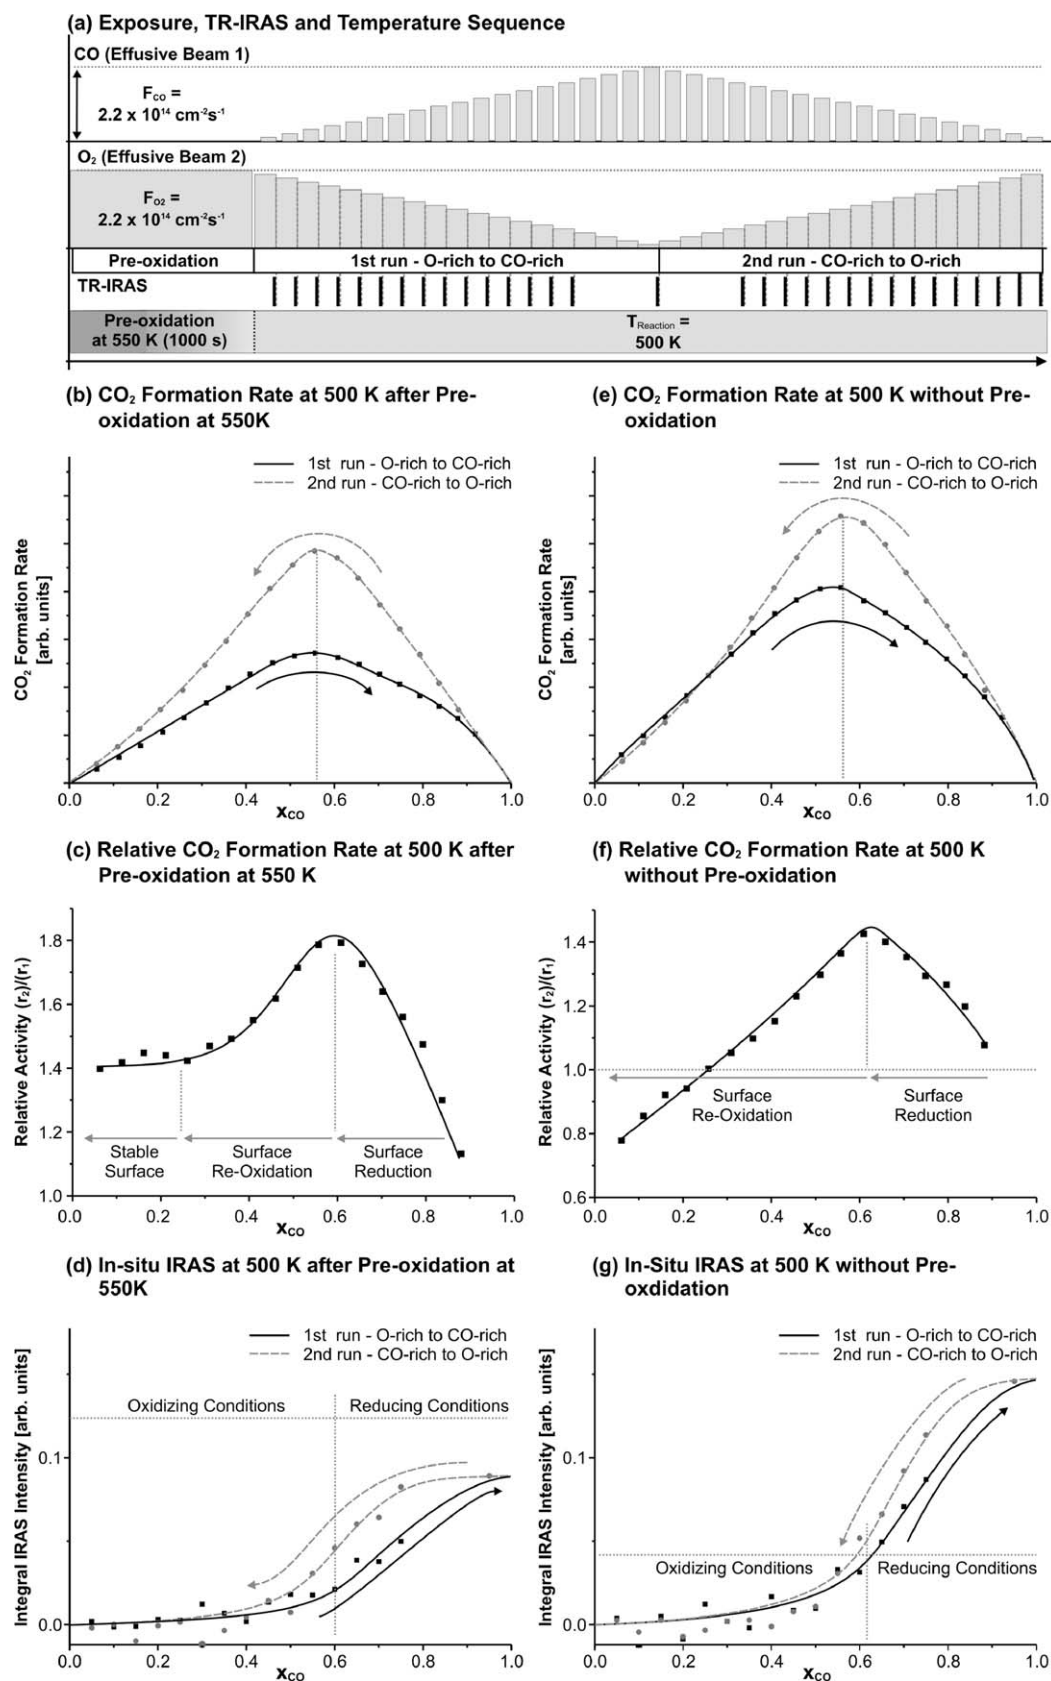 (a) Exposure, TR-IRAS and Temperature Sequence
CO (Effusive Beam 1)
F_CO =
2.2 x 10¹⁴ cm⁻²s⁻¹
O₂ (Effusive Beam 2)
F_O2 =
2.2 x 10¹⁴ cm⁻²s⁻¹
Pre-oxidation
1st run - O-rich to CO-rich
2nd run - CO-rich to O-rich
TR-IRAS
Pre-oxidation
at 550 K (1000 s)
T_Reaction =
500 K
(b) CO₂ Formation Rate at 500 K after Pre-
oxidation at 550K
1st run - O-rich to CO-rich
2nd run - CO-rich to O-rich
CO₂ Formation Rate
[arb. units]
0.0 0.2 0.4 0.6 0.8 1.0
x_CO
(e) CO₂ Formation Rate at 500 K without Pre-
oxidation
1st run - O-rich to CO-rich
2nd run - CO-rich to O-rich
CO₂ Formation Rate
[arb. units]
0.0 0.2 0.4 0.6 0.8 1.0
x_CO
(c) Relative CO₂ Formation Rate at 500 K after
Pre-oxidation at 550 K
Relative Activity (r₂)/(r₁)
1.8
1.6
1.4
1.2
1.0
Stable
Surface
Surface
Re-Oxidation
Surface
Reduction
0.0 0.2 0.4 0.6 0.8 1.0
x_CO
(f) Relative CO₂ Formation Rate at 500 K
without Pre-oxidation
Relative Activity (r₂)/(r₁)
1.4
1.2
1.0
0.8
0.6
Surface
Re-Oxidation
Surface
Reduction
0.0 0.2 0.4 0.6 0.8 1.0
x_CO
(d) In-situ IRAS at 500 K after Pre-oxidation at
550K
1st run - O-rich to CO-rich
2nd run - CO-rich to O-rich
Integral IRAS Intensity [arb. units]
Oxidizing Conditions
Reducing Conditions
0.1
0.0
0.0 0.2 0.4 0.6 0.8 1.0
x_CO
(g) In-Situ IRAS at 500 K without Pre-
oxdidation
1st run - O-rich to CO-rich
2nd run - CO-rich to O-rich
Integral IRAS Intensity [arb. units]
0.1
Oxidizing Conditions
Reducing Conditions
0.0
0.0 0.2 0.4 0.6 0.8 1.0
x_CO